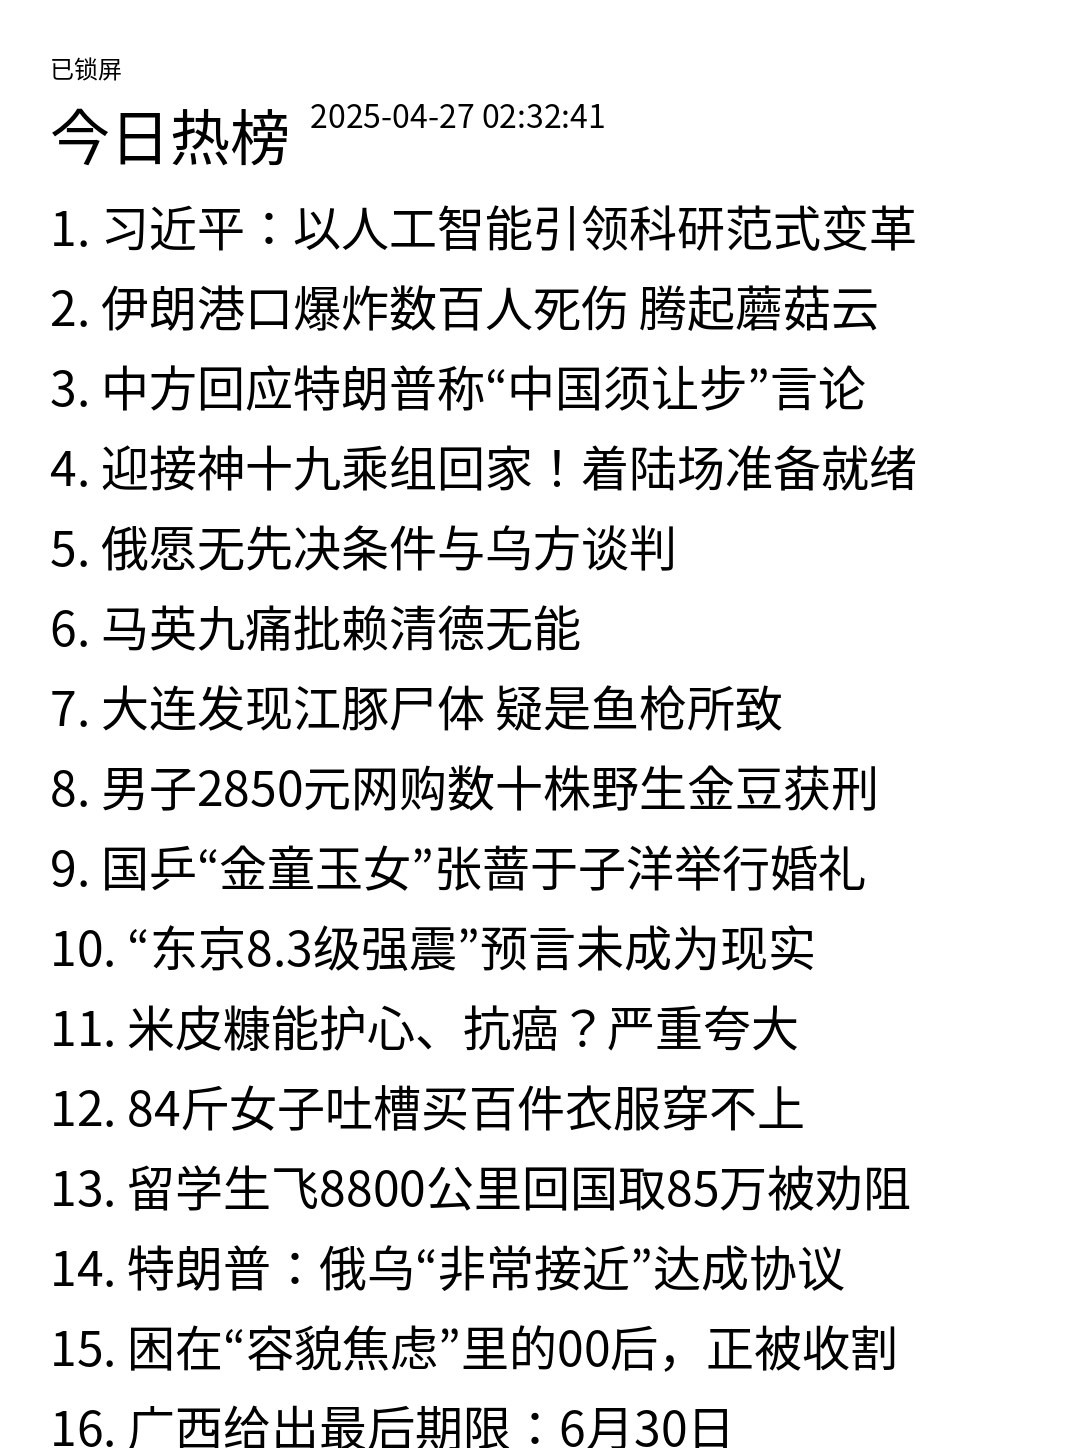 已锁屏
今日热榜 2025-04-27 02:32:41
1. 习近平：以人工智能引领科研范式变革
2. 伊朗港口爆炸数百人死伤 腾起蘑菇云
3. 中方回应特朗普称“中国须让步”言论
4. 迎接神十九乘组回家！着陆场准备就绪
5. 俄愿无先决条件与乌方谈判
6. 马英九痛批赖清德无能
7. 大连发现江豚尸体 疑是鱼枪所致
8. 男子2850元网购数十株野生金豆获刑
9. 国乒“金童玉女”张蔷于子洋举行婚礼
10. “东京8.3级强震”预言未成为现实
11. 米皮糠能护心、抗癌？严重夸大
12. 84斤女子吐槽买百件衣服穿不上
13. 留学生飞8800公里回国取85万被劝阻
14. 特朗普：俄乌“非常接近”达成协议
15. 困在“容貌焦虑”里的00后，正被收割
16. 广西给出最后期限：6月30日